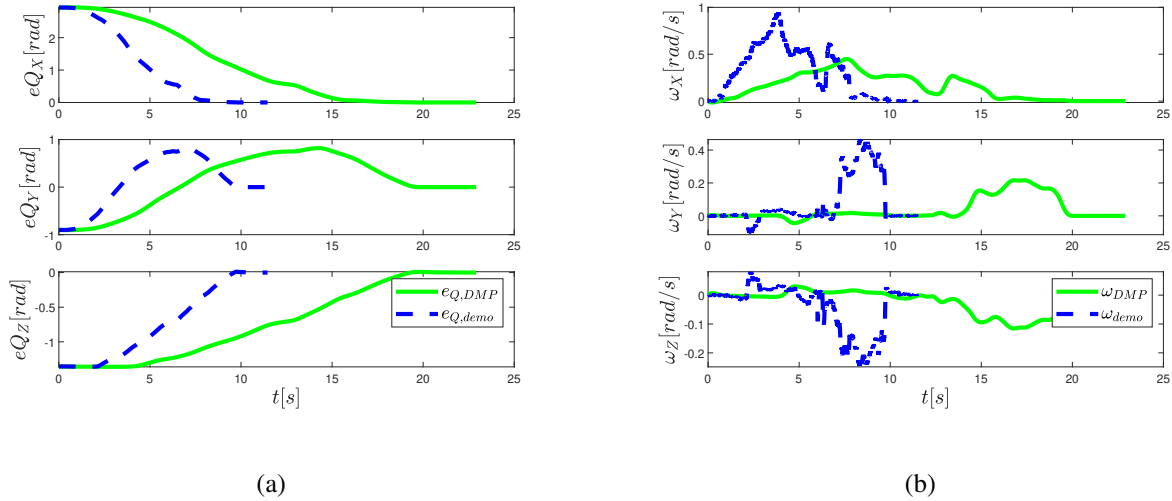 eQ_X[rad]
2
1
0
0 5 10 15 20 25
eQ_Y[rad]
1
0
-1
0 5 10 15 20 25
eQ_Z[rad]
0
-0.5
-1
0 5 10 15 20 25
e_{Q,DMP}
e_{Q,demo}
t[s]
(a)
ω_X[rad/s]
1
0.5
0
0 5 10 15 20 25
ω_Y[rad/s]
0.4
0.2
0
0 5 10 15 20 25
ω_Z[rad/s]
0
-0.1
-0.2
0 5 10 15 20 25
ω_{DMP}
ω_{demo}
t[s]
(b)